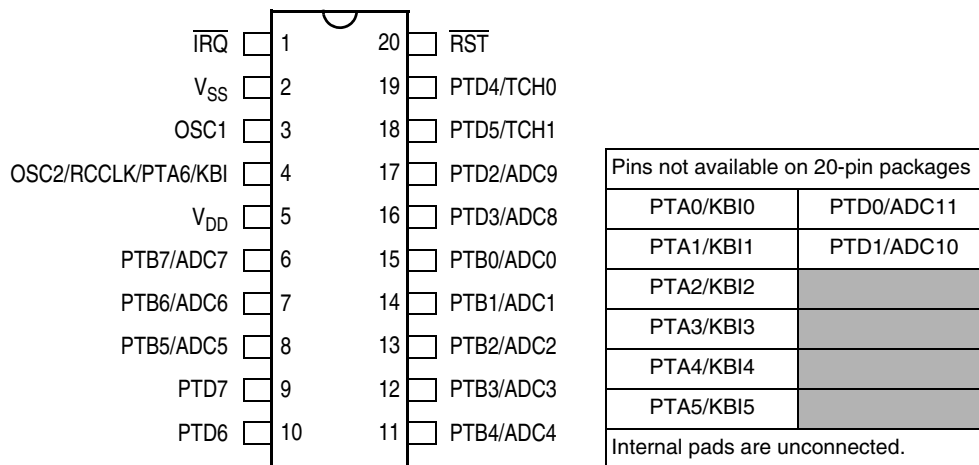 IRQ 1 20 RST
VSS 2 19 PTD4/TCH0
OSC1 3 18 PTD5/TCH1
OSC2/RCCLK/PTA6/KBI 4 17 PTD2/ADC9
VDD 5 16 PTD3/ADC8
PTB7/ADC7 6 15 PTB0/ADC0
PTB6/ADC6 7 14 PTB1/ADC1
PTB5/ADC5 8 13 PTB2/ADC2
PTD7 9 12 PTB3/ADC3
PTD6 10 11 PTB4/ADC4
Pins not available on 20-pin packages
PTA0/KBI0 PTD0/ADC11
PTA1/KBI1 PTD1/ADC10
PTA2/KBI2
PTA3/KBI3
PTA4/KBI4
PTA5/KBI5
Internal pads are unconnected.